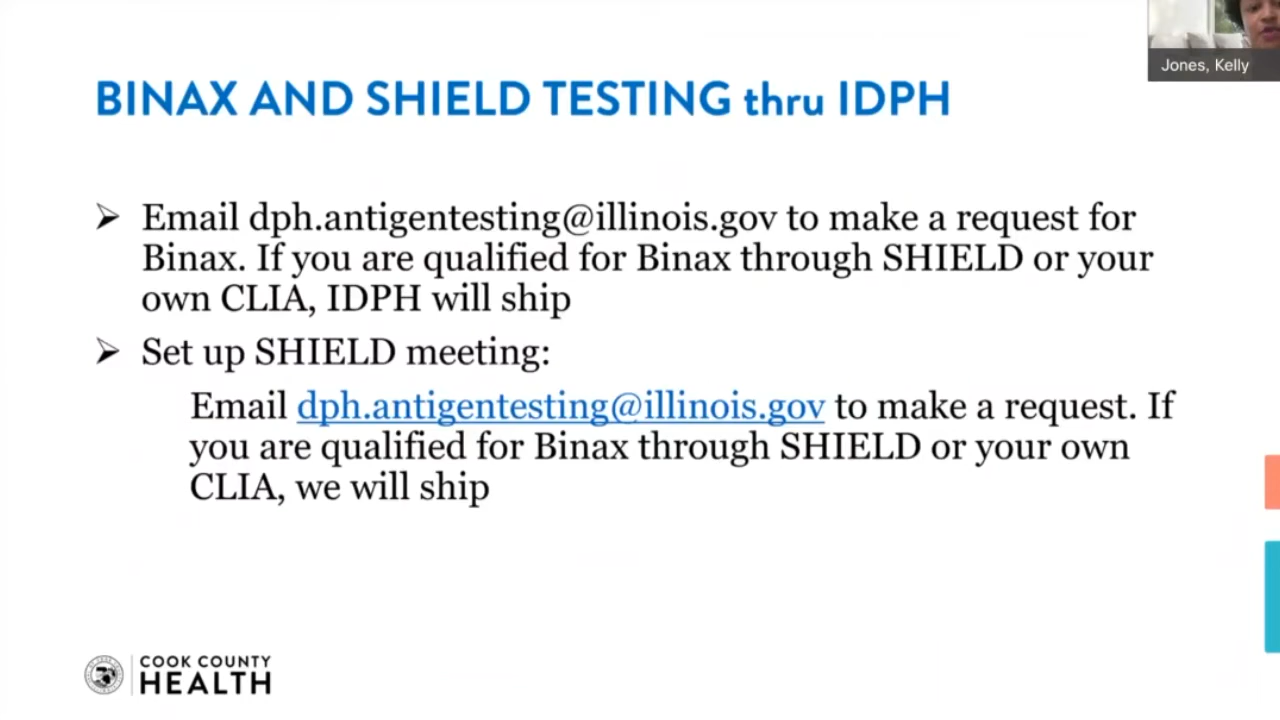 Jones, Kelly
BINAX AND SHIELD TESTING thru IDPH
➢ Email dph.antigentesting@illinois.gov to make a request for
Binax. If you are qualified for Binax through SHIELD or your
own CLIA, IDPH will ship
➢ Set up SHIELD meeting:
Email dph.antigentesting@illinois.gov to make a request. If
you are qualified for Binax through SHIELD or your own
CLIA, we will ship
COOK COUNTY
HEALTH